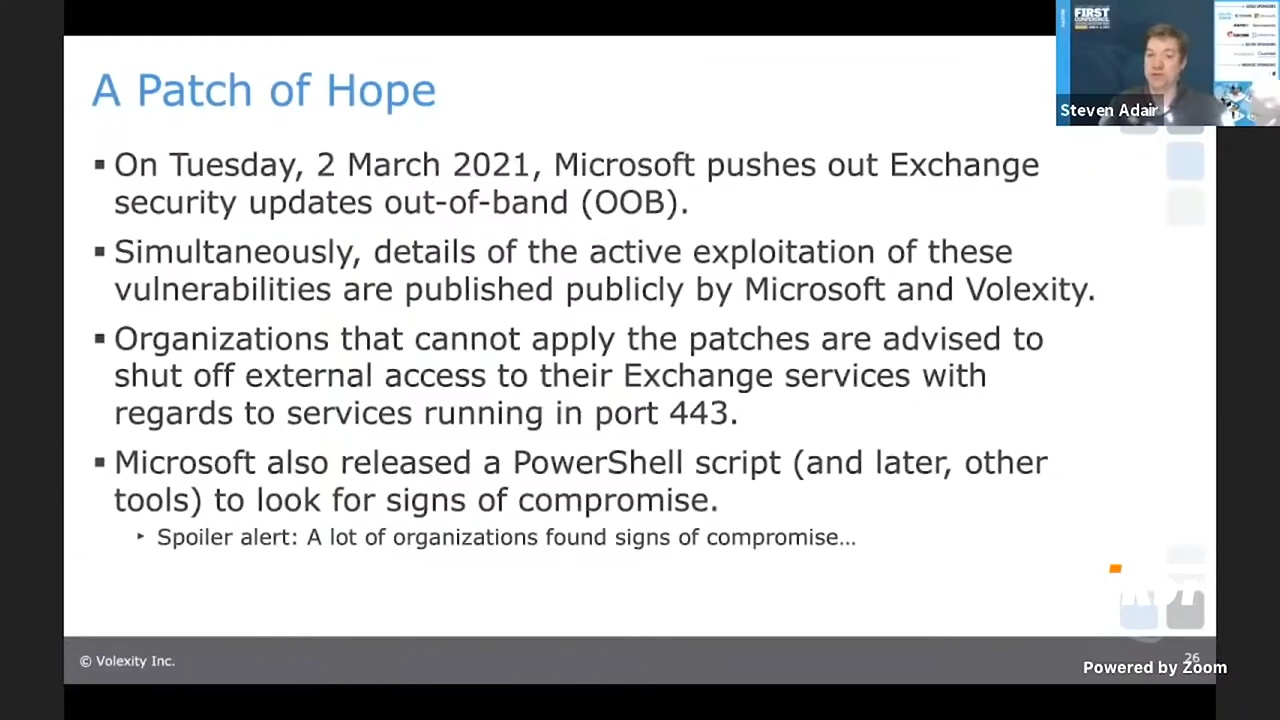 A Patch of Hope
▪ On Tuesday, 2 March 2021, Microsoft pushes out Exchange
security updates out-of-band (OOB).
▪ Simultaneously, details of the active exploitation of these
vulnerabilities are published publicly by Microsoft and Volexity.
▪ Organizations that cannot apply the patches are advised to
shut off external access to their Exchange services with
regards to services running in port 443.
▪ Microsoft also released a PowerShell script (and later, other
tools) to look for signs of compromise.
‣ Spoiler alert: A lot of organizations found signs of compromise…
© Volexity Inc.
26
Powered by Zoom
FIRST
CONFERENCE
Steven Adair